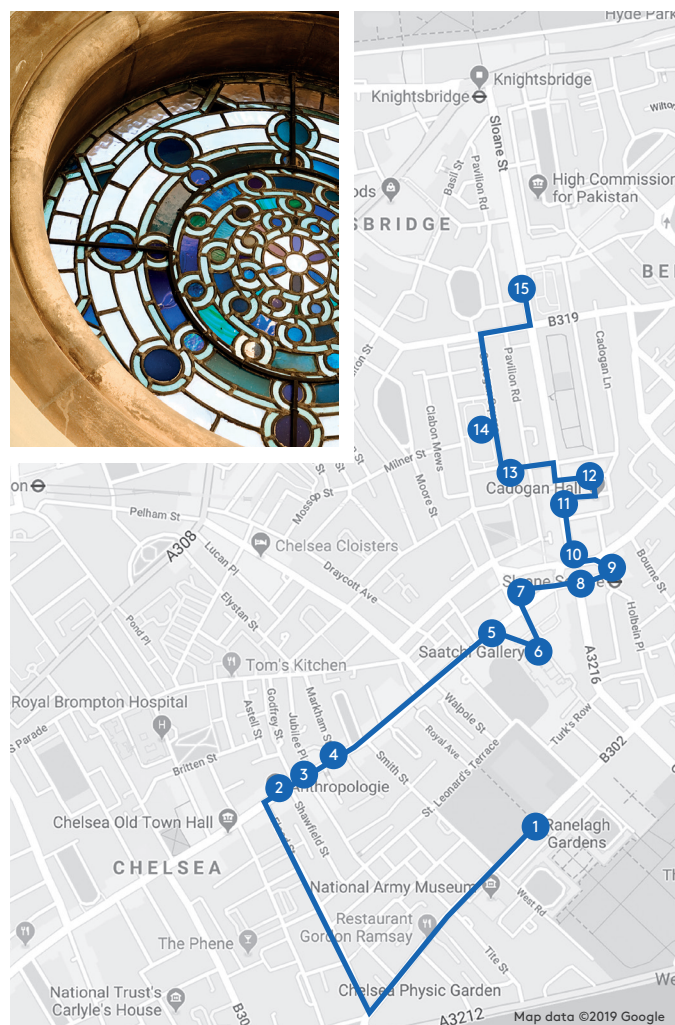 Hyde Park
Knightsbridge
Knightsbridge
Sloane St
Basil St
Pavilion Rd
High Commission
for Pakistan
ods
SBRIDGE
BE
15
B319
Pavilion Rd
Cadogan Ln
Clabon Mews
14
Milner St
Moore St
13
12
Cadogan Hall
11
on
Mossop St
Pelham St
A308
Chelsea Cloisters
Lucan Pl
Draycott Ave
Elystan St
Pond Pl
10
9
8
Bourne St
7
Holbein Pl
5
6
Saatchi Gallery
A3216
Tom's Kitchen
Royal Brompton Hospital
s Parade
Astell St
Godfrey St
Jubilee Pl
Markham S
Walpole St
Royal Ave
Turk's Row
St. Leonard's Terrace
B302
Britten St
4
3
2
Smith St
Anthropologie
Shawfield St
Chelsea Old Town Hall
1
Ranelagh
Gardens
CHELSEA
National Army Museum
West Rd
Restaurant
Gordon Ramsay
The Phene
Tite St
Th
We
National Trust's
Carlyle's House
B30
Chelsea Physic Garden
A3212
Map data ©2019 Google